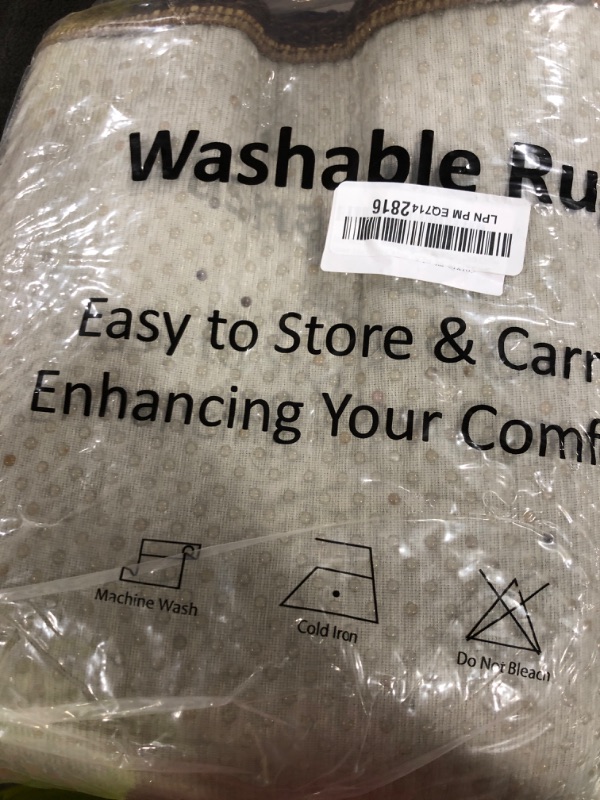 Washable Ru
LPN PM EQ7142816
Easy to Store & Carr
Enhancing Your Comf
Machine Wash
Cold Iron
Do Not Bleach